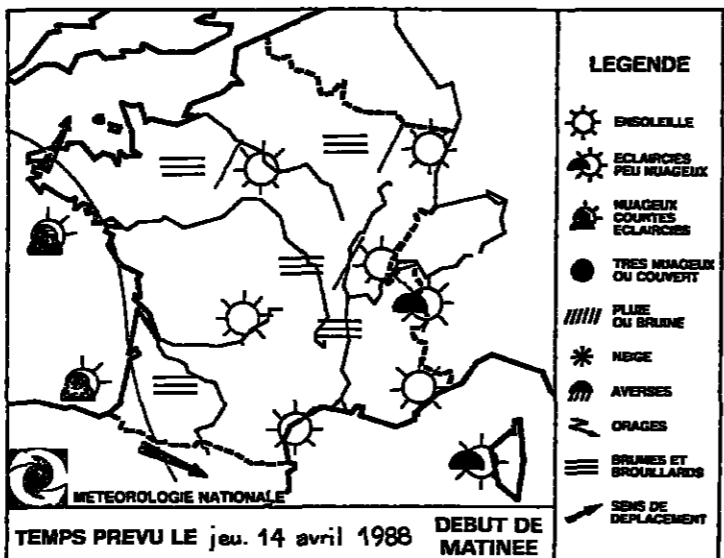 LEGENDE
ENSOLEILLE
ECLAIRCIES
PEU NUAGEUX
NUAGEUX
COURTES
ECLAIRCIES
TRES NUAGEUX
OU COUVERT
PLUIE
OU BRUINE
NEIGE
AVERSES
ORAGES
BRUMES ET
BROUILLARDS
SENS DE
DEPLACEMENT
METEOROLOGIE NATIONALE
TEMPS PREVU LE jeu. 14 avril 1988 DEBUT DE
MATINEE